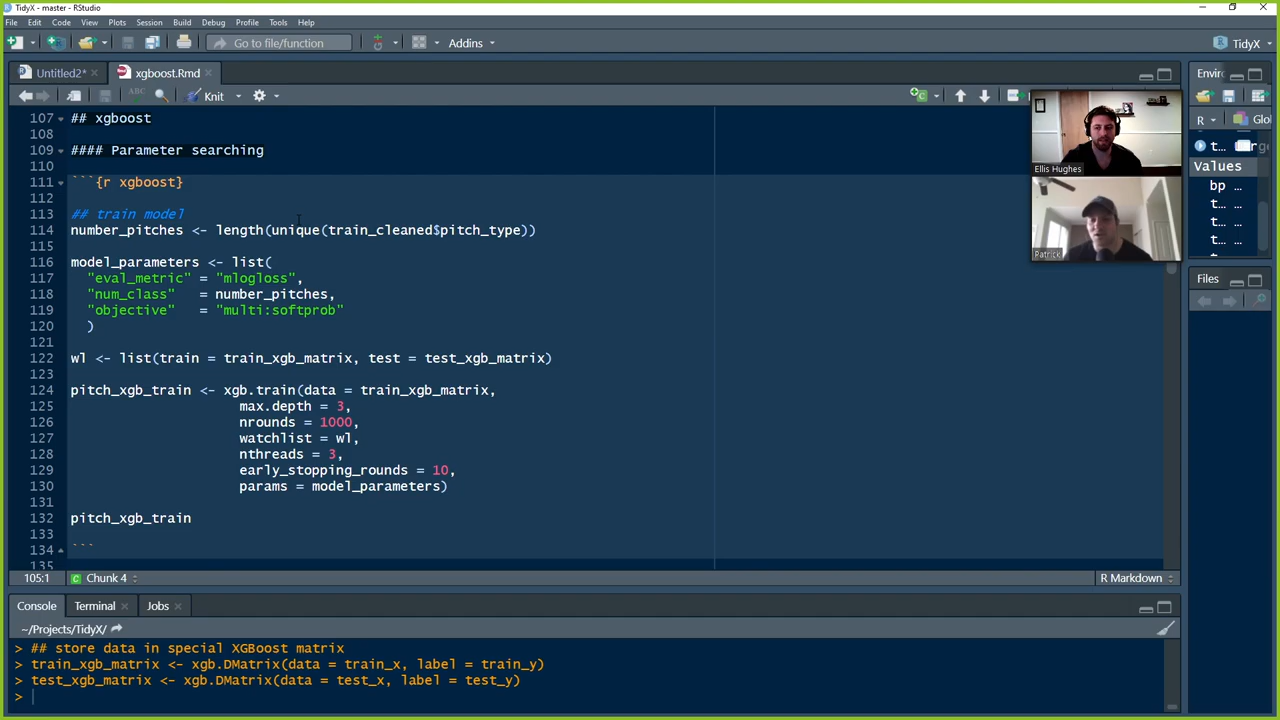 TidyX - master - RStudio
File Edit Code View Plots Session Build Debug Profile Tools Help
Go to file/function
Addins
TidyX
Untitled2*
xgboost.Rmd
Envir
ABC
Knit
R
Glo
107 ## xgboost
108
109 #### Parameter searching
110
111 ```{r xgboost}
112
113 ## train model
114 number_pitches <- length(unique(train_cleaned$pitch_type))
115
116 model_parameters <- list(
117 "eval_metric" = "mlogloss",
118 "num_class" = number_pitches,
119 "objective" = "multi:softprob"
120 )
121
122 wl <- list(train = train_xgb_matrix, test = test_xgb_matrix)
123
124 pitch_xgb_train <- xgb.train(data = train_xgb_matrix,
125 max.depth = 3,
126 nrounds = 1000,
127 watchlist = wl,
128 nthreads = 3,
129 early_stopping_rounds = 10,
130 params = model_parameters)
131
132 pitch_xgb_train
133
134 ```
135
Ellis Hughes
Patrick
t...
Values
bp ...
t...
t...
Files
105:1
Chunk 4
R Markdown
Console
Terminal
Jobs
~/Projects/TidyX/
> ## store data in special XGBoost matrix
> train_xgb_matrix <- xgb.DMatrix(data = train_x, label = train_y)
> test_xgb_matrix <- xgb.DMatrix(data = test_x, label = test_y)
>